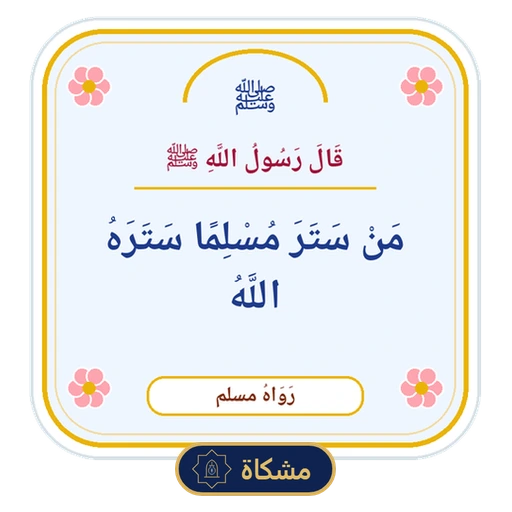 ﷺ
قَالَ رَسُولُ اللَّهِ ﷺ
مَنْ سَتَرَ مُسْلِمًا سَتَرَهُ
اللَّهُ
رَوَاهُ مسلم
مشكاة